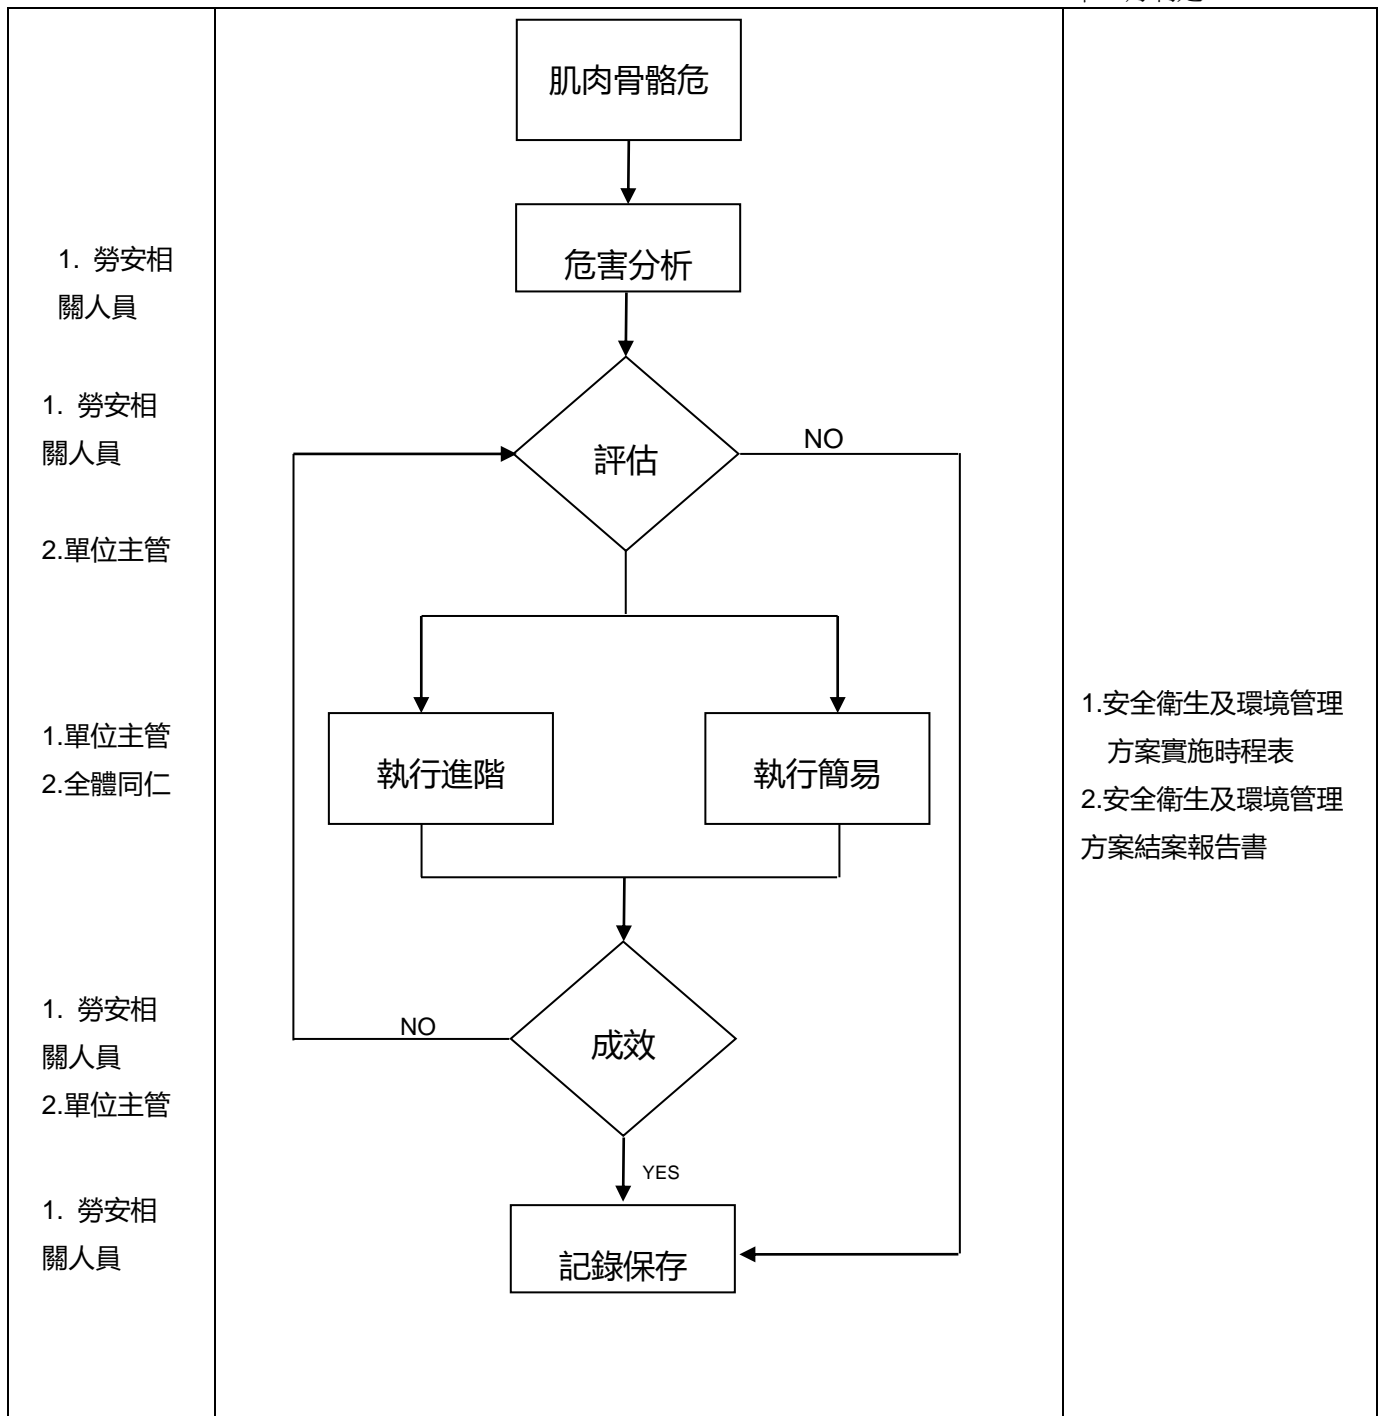 肌肉骨骼危
危害分析
1. 勞安相
關人員
1. 勞安相
關人員
評估
NO
2.單位主管
1.單位主管
2.全體同仁
執行進階
執行簡易
1.安全衛生及環境管理
方案實施時程表
2.安全衛生及環境管理
方案結案報告書
1. 勞安相
關人員
2.單位主管
NO
成效
YES
1. 勞安相
關人員
記錄保存